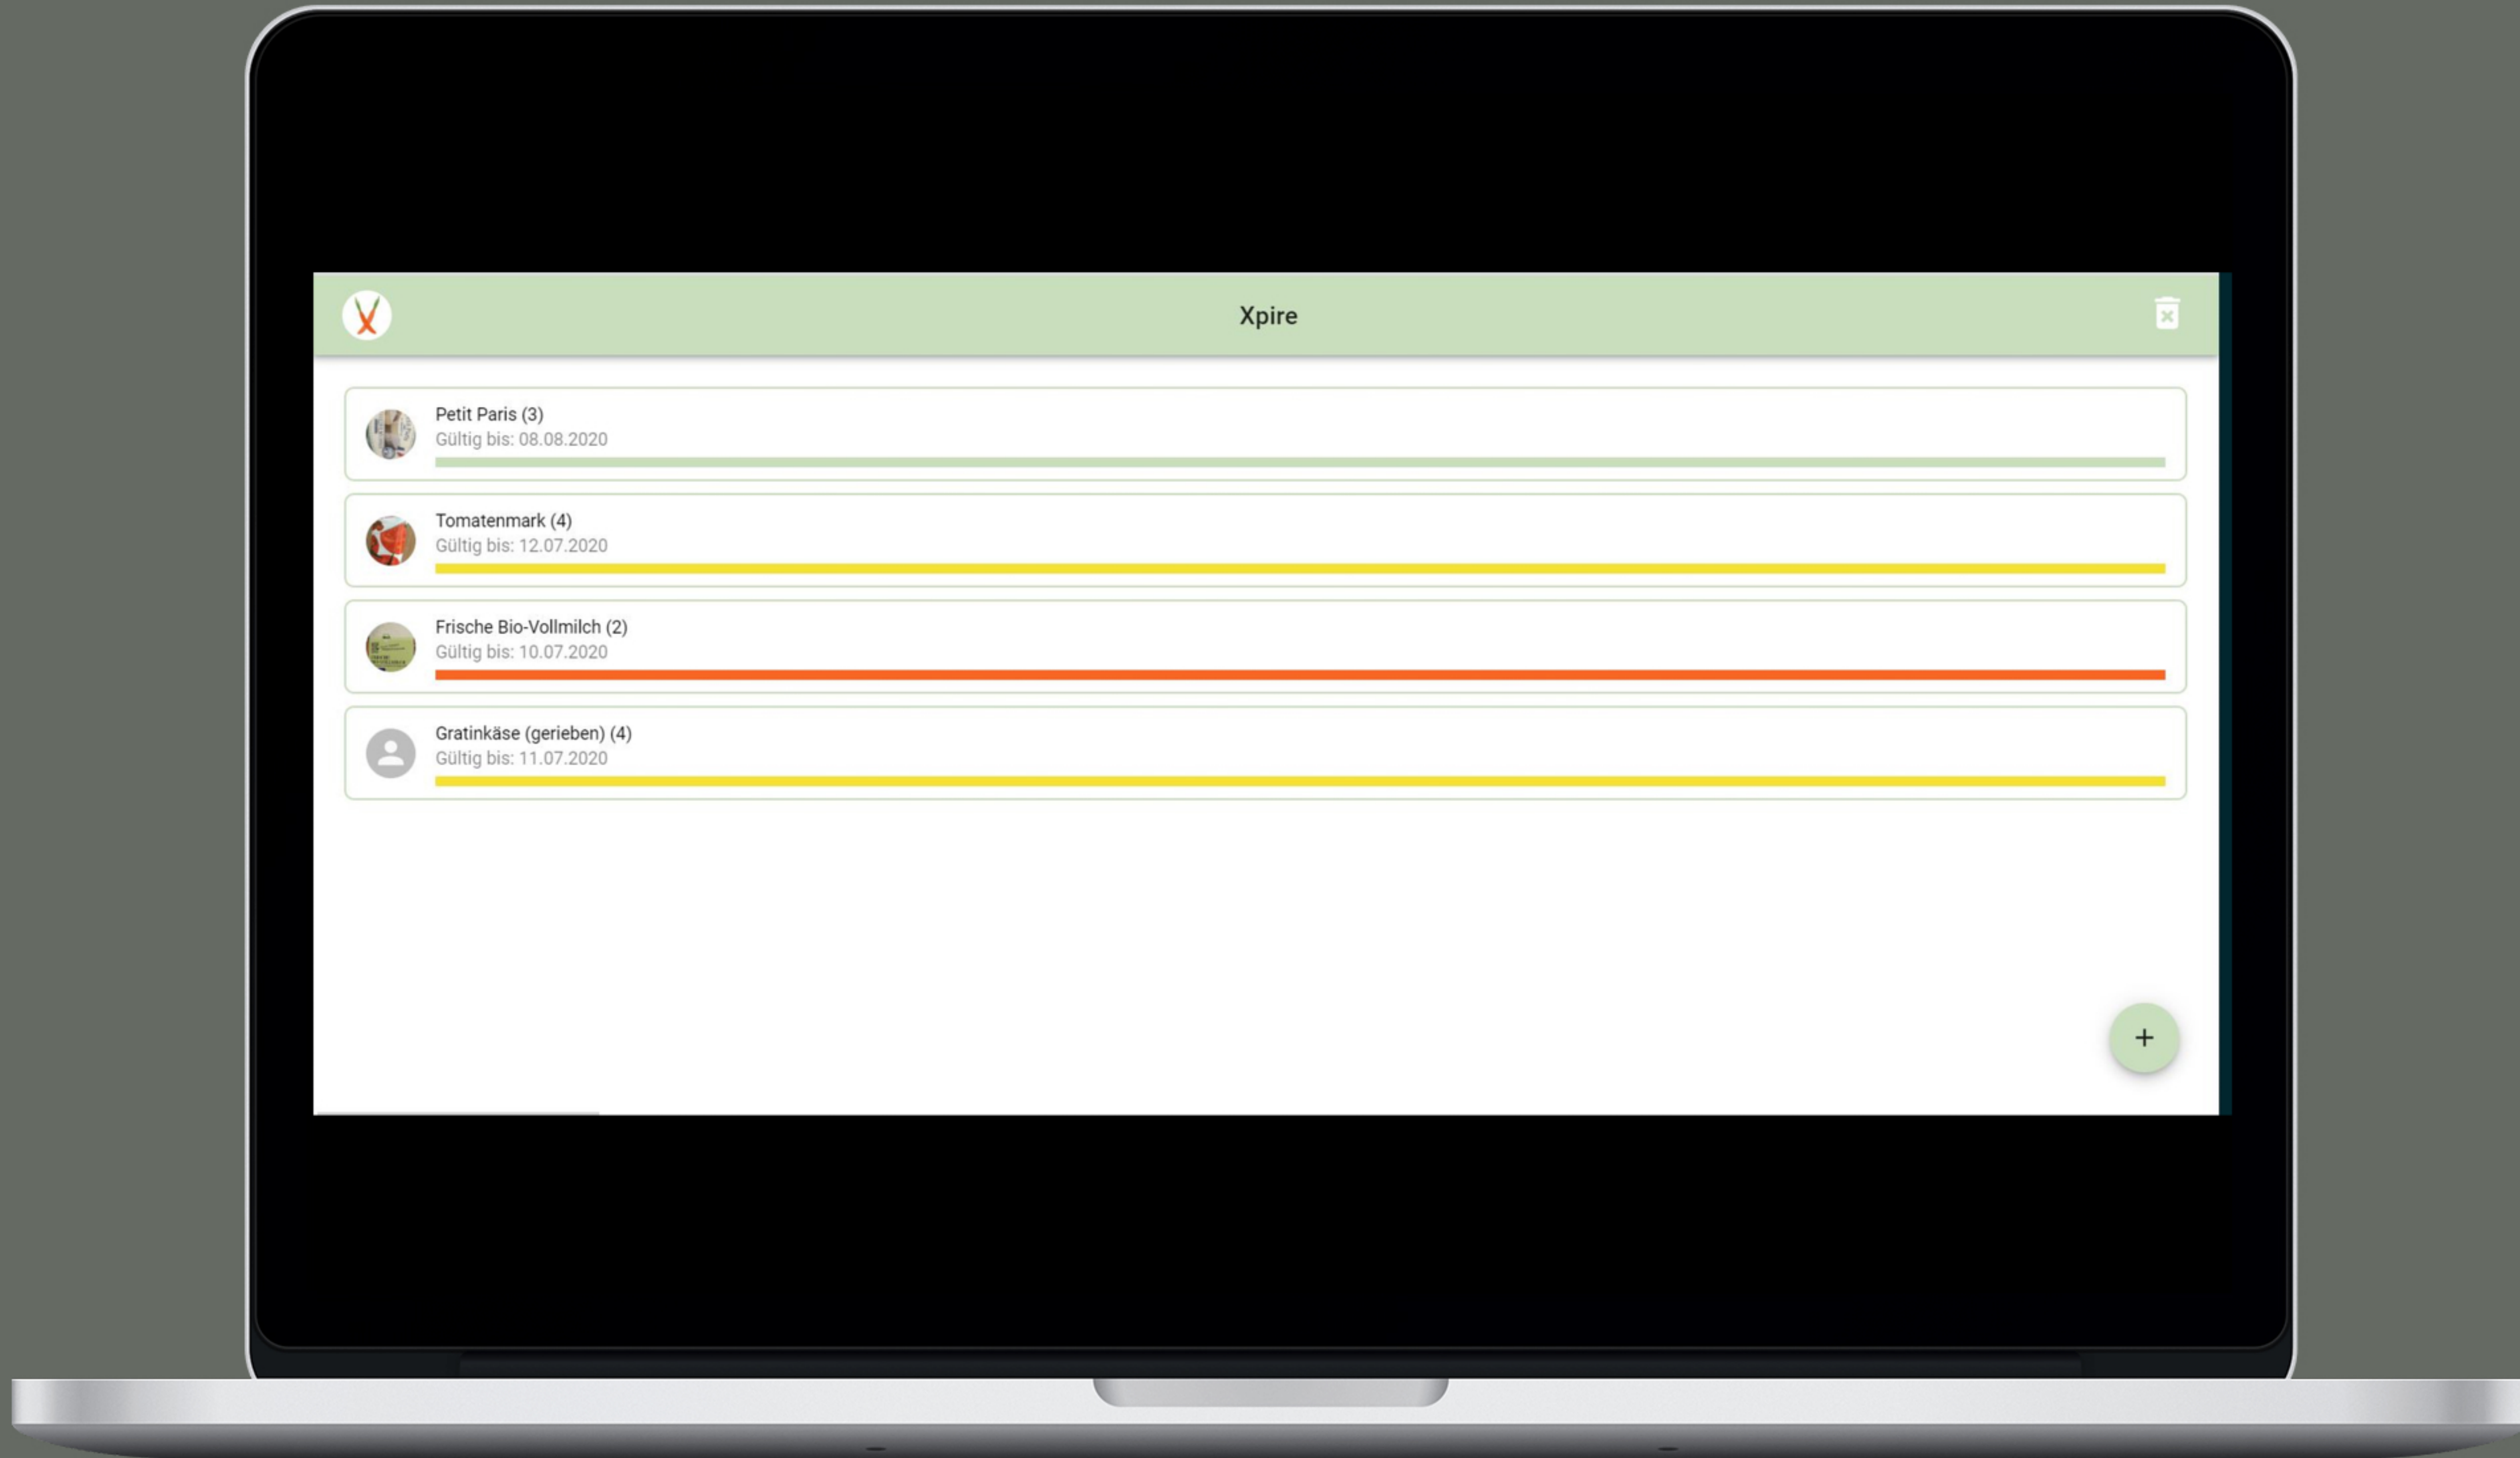 Xpire
Petit Paris (3)
Gültig bis: 08.08.2020
Tomatenmark (4)
Gültig bis: 12.07.2020
Frische Bio-Vollmilch (2)
Gültig bis: 10.07.2020
Gratinkäse (gerieben) (4)
Gültig bis: 11.07.2020
+